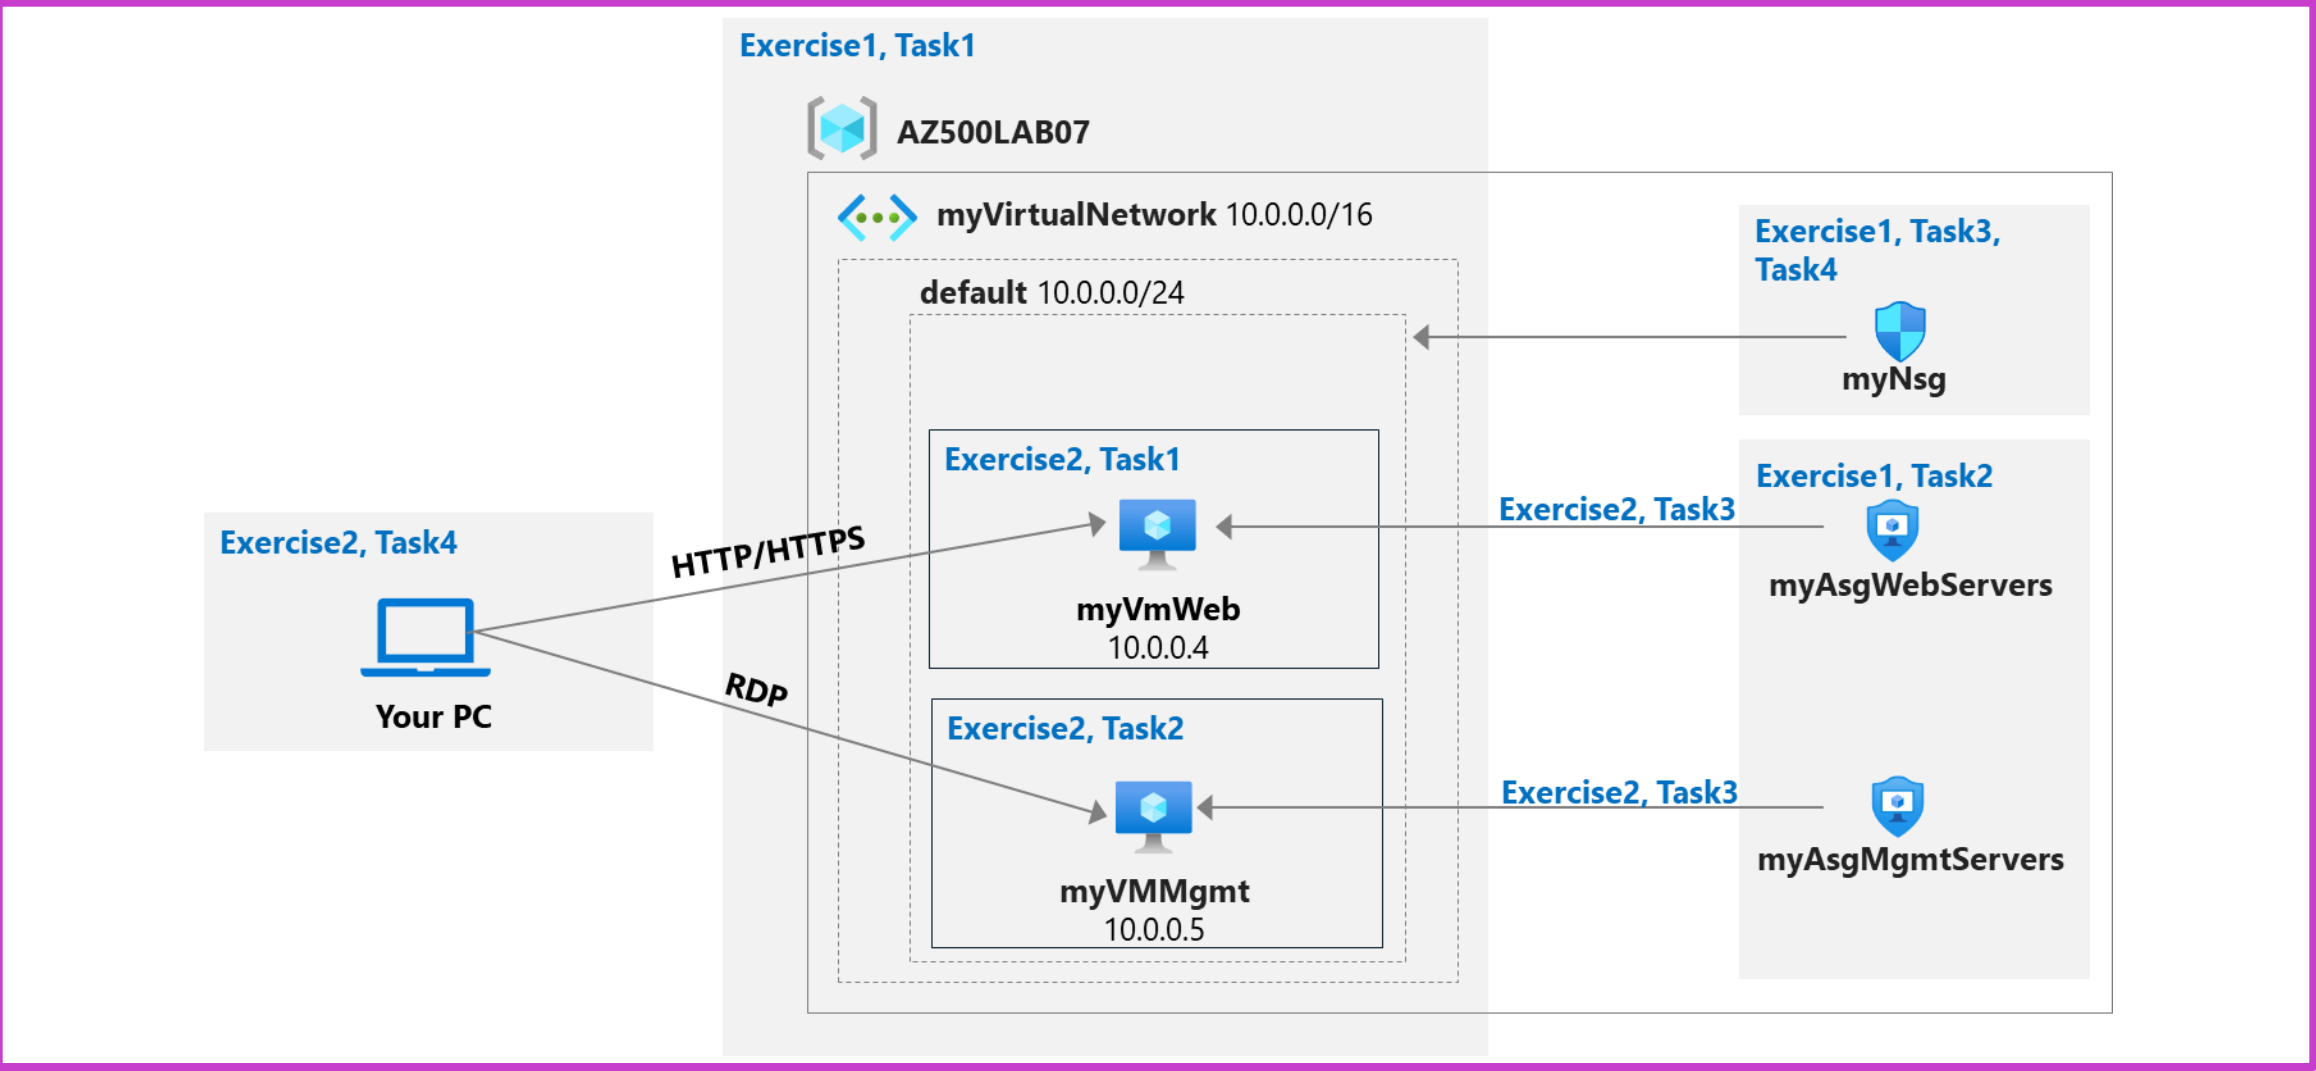 Exercise1, Task1
AZ500LAB07
myVirtualNetwork 10.0.0.0/16
default 10.0.0.0/24
Exercise1, Task3,
Task4
myNsg
Exercise2, Task1
myVmWeb
10.0.0.4
Exercise2, Task3
Exercise1, Task2
myAsgWebServers
Exercise2, Task4
Your PC
HTTP/HTTPS
RDP
Exercise2, Task2
myVMMgmt
10.0.0.5
Exercise2, Task3
myAsgMgmtServers